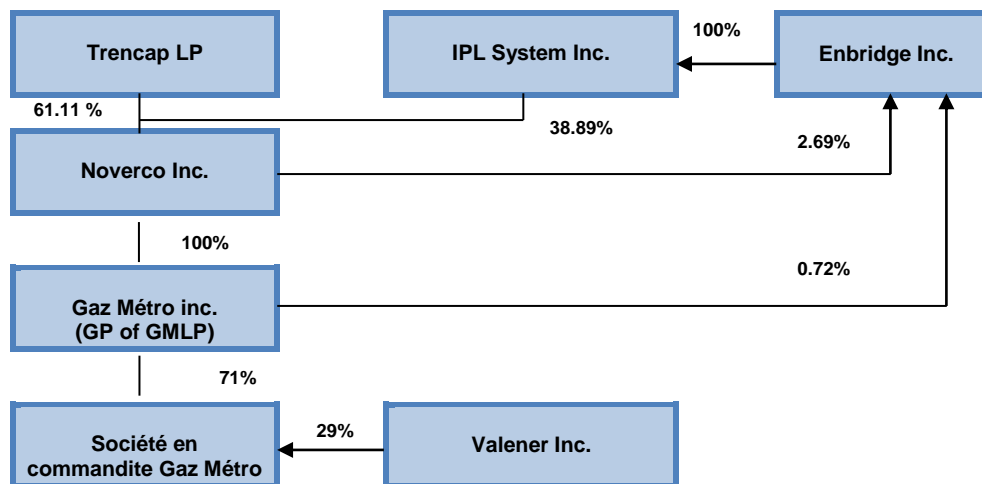 Trencap LP
IPL System Inc.
100%
Enbridge Inc.
61.11 %
38.89%
2.69%
Noverco Inc.
100%
0.72%
Gaz Métro inc.
(GP of GMLP)
71%
Société en
commandite Gaz Métro
29%
Valener Inc.